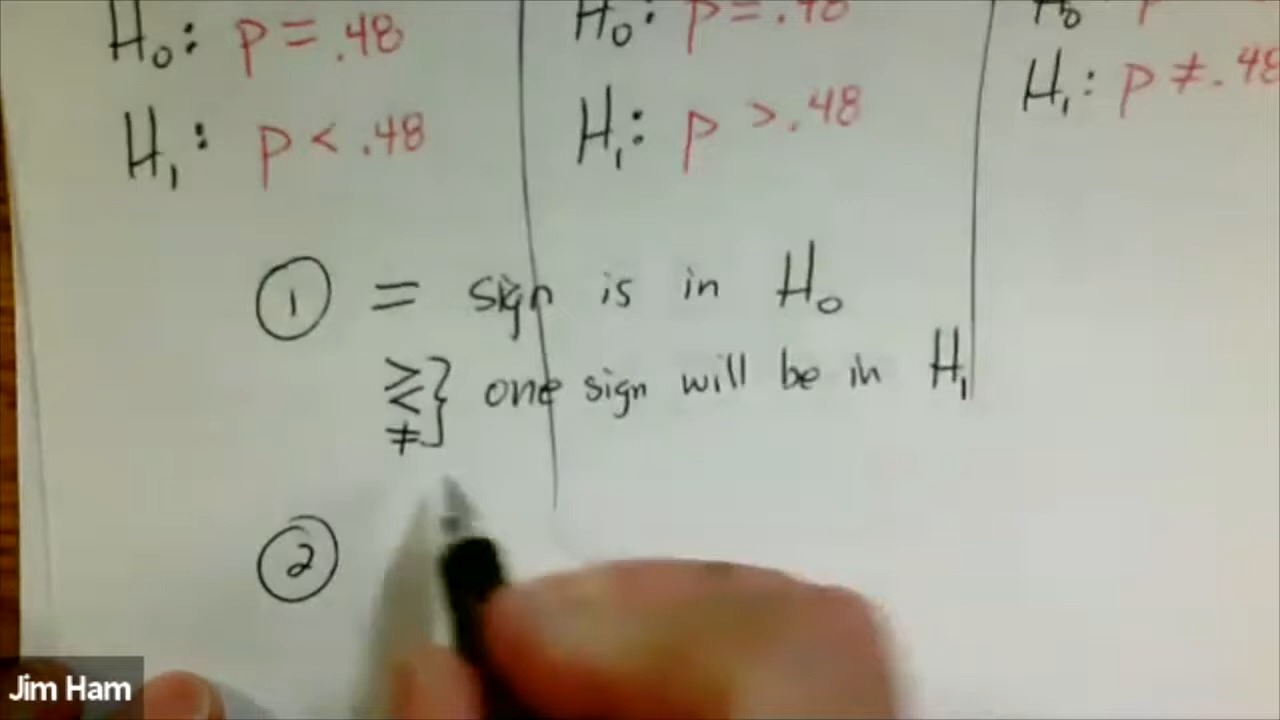 H₀: p = .48
H₁: p < .48
H₀: p = .48
H₁: p > .48
H₀: p
H₁: p ≠ .48
① = sign is in H₀
> < ≠ } one sign will be in H₁
②
Jim Ham